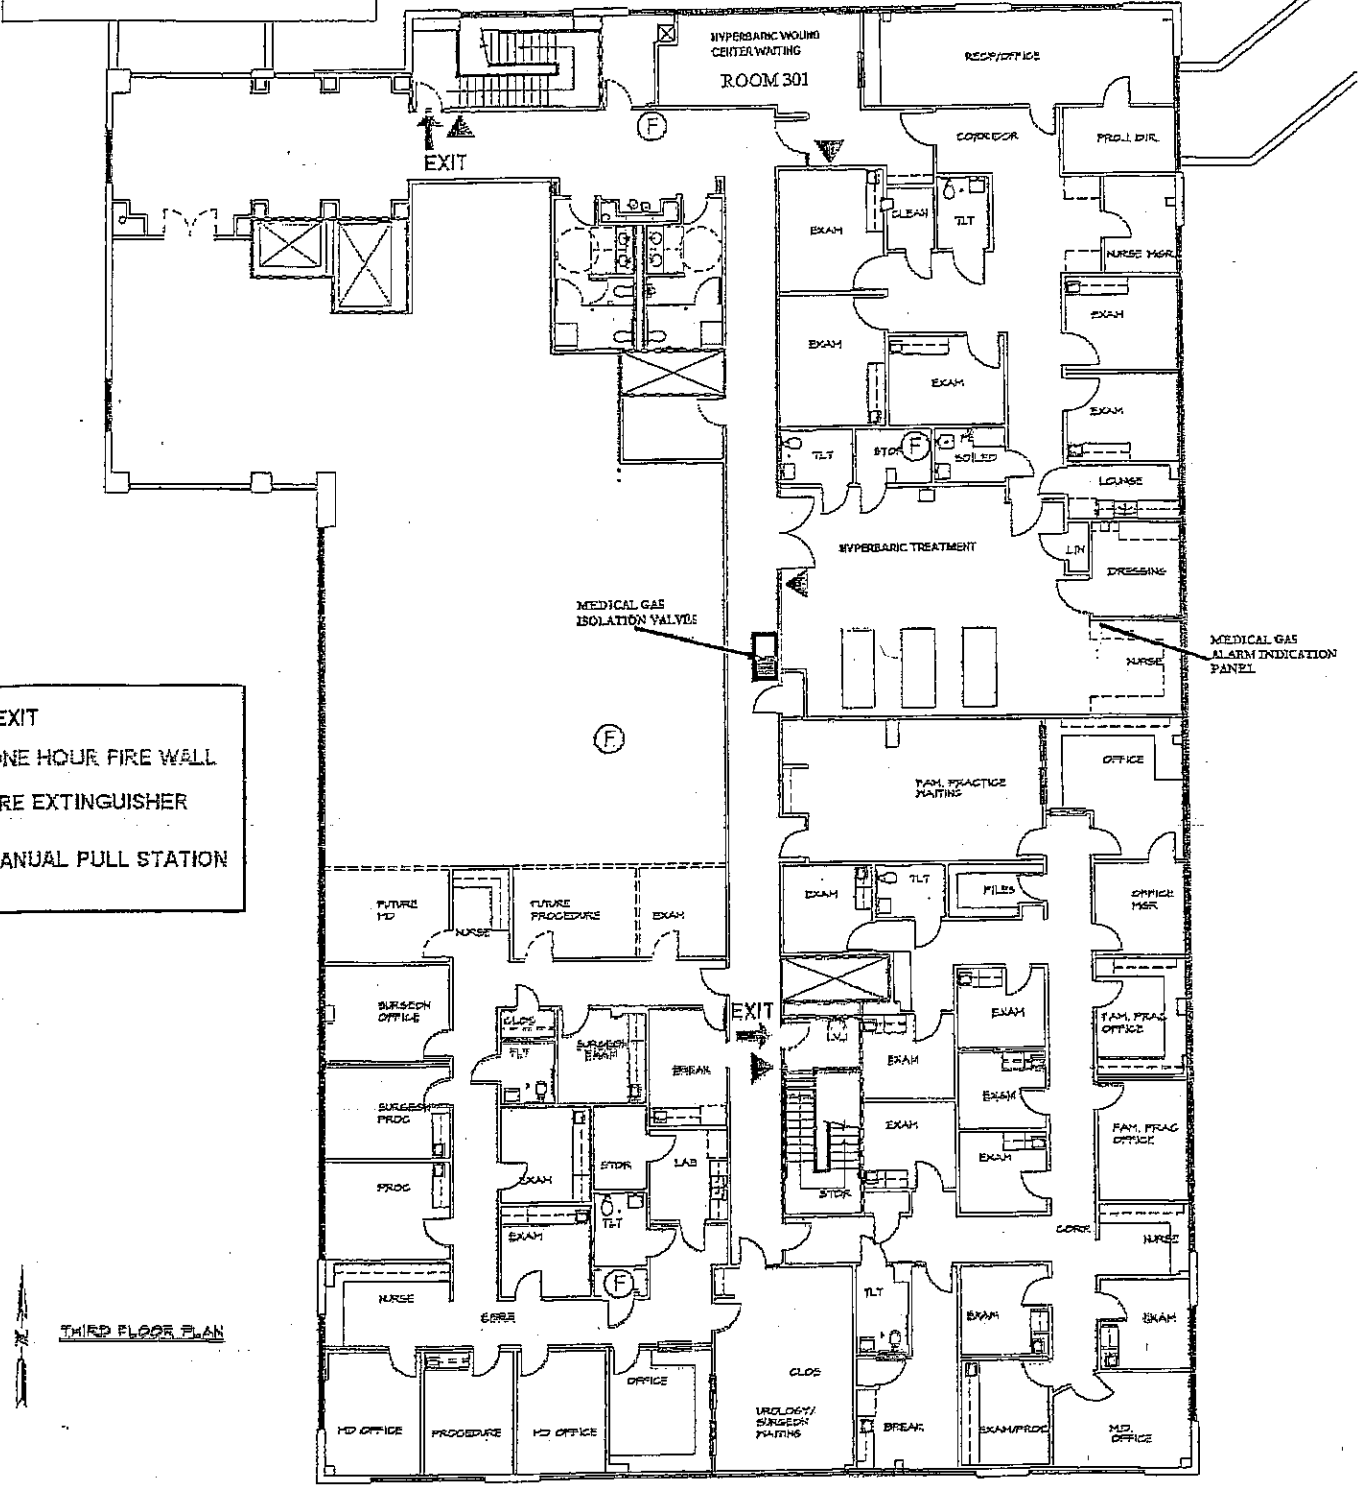 HYPERBARIC WOUND
CENTER WAITING
ROOM 301
RECP/OFFICE
F
EXIT
CORRIDOR
PROG. DIR.
EXAM
CLEAN
TLT
NURSE MGR.
EXAM
EXAM
EXAM
EXAM
TLT
STOR
F
SOILED
LOUNGE
HYPERBARIC TREATMENT
LIN
DRESSING
MEDICAL GAS
ISOLATION VALVES
NURSE
MEDICAL GAS
ALARM INDICATION
PANEL
EXIT
ONE HOUR FIRE WALL
RE EXTINGUISHER
ANUAL PULL STATION
F
OFFICE
FAM. PRACTICE
WAITING
EXAM
TLT
FILES
OFFICE
MGR
FUTURE
MD
NURSE
FUTURE
PROCEDURE
EXAM
SURGEON
OFFICE
CLOS
TLT
SURGEON
EXAM
BREAK
EXIT
EXAM
EXAM
FAM. PRAC
OFFICE
SURGEON
PROC
EXAM
EXAM
FAM. PRAC
OFFICE
PROC
EXAM
STOR
LAB
EXAM
STOR
EXAM
TLT
CORR.
NURSE
NURSE
CORR
F
TLT
EXAM
EXAM
THIRD FLOOR PLAN
MD OFFICE
PROCEDURE
MD OFFICE
OFFICE
CLOS
UROLOGY/
SURGEON
WAITING
BREAK
EXAM/PROC
MD.
OFFICE